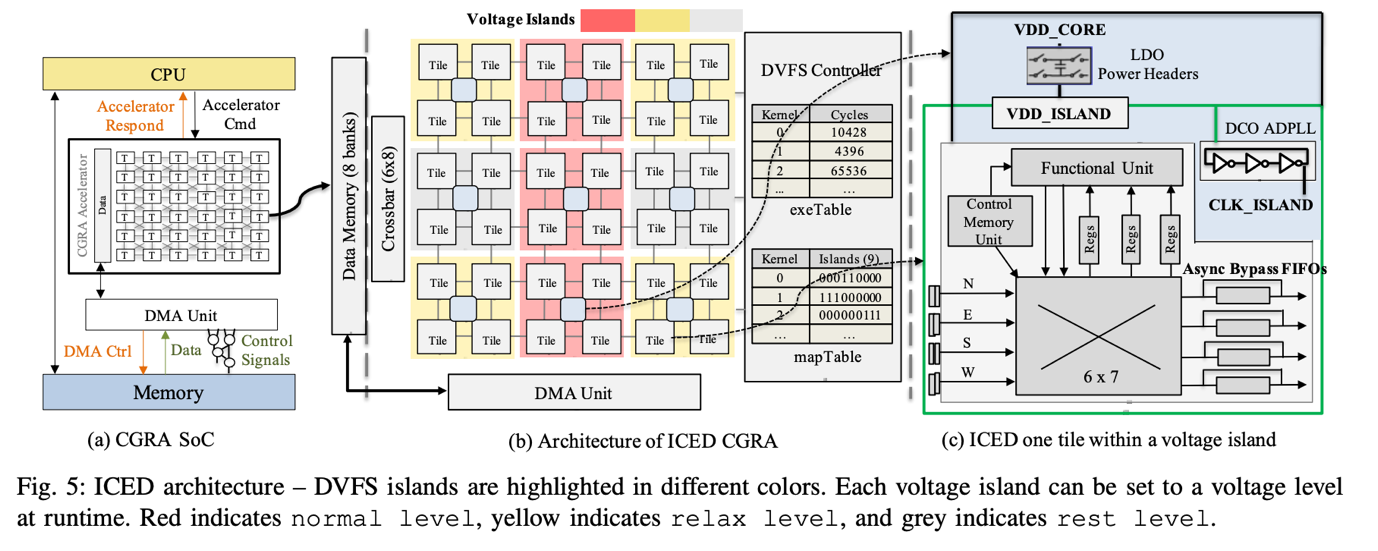 Voltage Islands
CPU
Accelerator
Respond
Accelerator
Cmd
CGRA Accelerator
Data
T T T T T T
T T T T T T
T T T T T T
T T T T T T
T T T T T T
T T T T T T
DMA Unit
DMA Ctrl
Data
Control
Signals
Memory
(a) CGRA SoC
Data Memory (8 banks)
Crossbar (6x8)
Tile Tile Tile Tile Tile Tile
Tile Tile Tile Tile Tile Tile
Tile Tile Tile Tile Tile Tile
Tile Tile Tile Tile Tile Tile
Tile Tile Tile Tile Tile Tile
Tile Tile Tile Tile Tile Tile
DMA Unit
DVFS Controller
Kernel Cycles
0 10428
1 4396
2 65536
... ...
exeTable
Kernel Islands (9)
0 000110000
1 111000000
2 000000111
... ...
mapTable
(b) Architecture of ICED CGRA
VDD_CORE
LDO
Power Headers
VDD_ISLAND
DCO ADPLL
CLK_ISLAND
Functional Unit
Control
Memory
Unit
Regs
Regs
Regs
Async Bypass FIFOs
N
E
S
W
6 x 7
(c) ICED one tile within a voltage island
Fig. 5: ICED architecture – DVFS islands are highlighted in different colors. Each voltage island can be set to a voltage level
at runtime. Red indicates normal level, yellow indicates relax level, and grey indicates rest level.